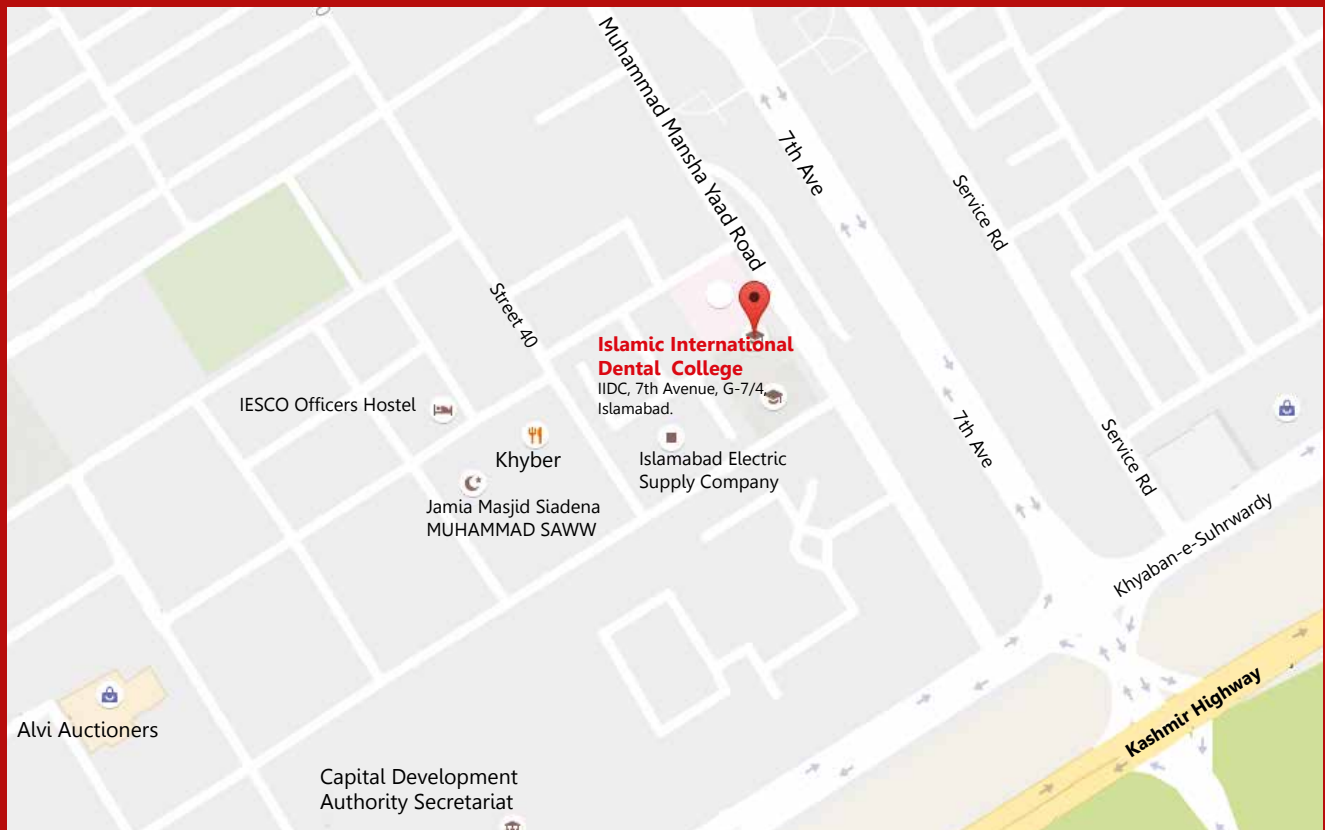 Muhammad Mansha Yaad Road
7th Ave
Service Rd
Street 40
Islamic International
Dental College
IIDC, 7th Avenue, G-7/4,
Islamabad.
IESCO Officers Hostel
Khyber
Islamabad Electric
Supply Company
7th Ave
Service Rd
Jamia Masjid Siadena
MUHAMMAD SAWW
Khyaban-e-Suhrwardy
Kashmir Highway
Alvi Auctioners
Capital Development
Authority Secretariat